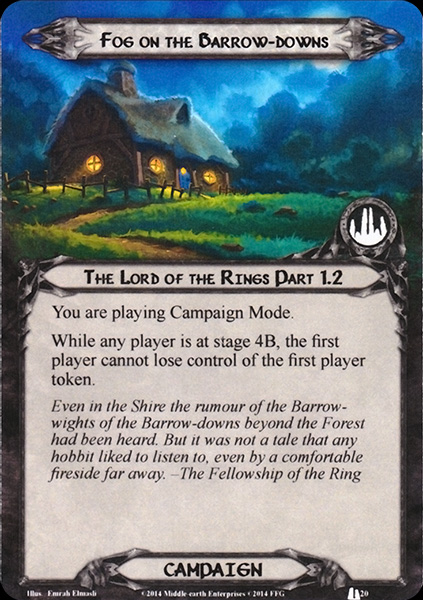 Fog on the Barrow-downs
The Lord of the Rings Part 1.2
You are playing Campaign Mode.
While any player is at stage 4B, the first
player cannot lose control of the first player
token.
Even in the Shire the rumour of the Barrow-
wights of the Barrow-downs beyond the Forest
had been heard. But it was not a tale that any
hobbit liked to listen to, even by a comfortable
fireside far away. –The Fellowship of the Ring
CAMPAIGN
Illus. Emrah Elmasli ©2014 Middle-earth Enterprises ©2014 FFG 20